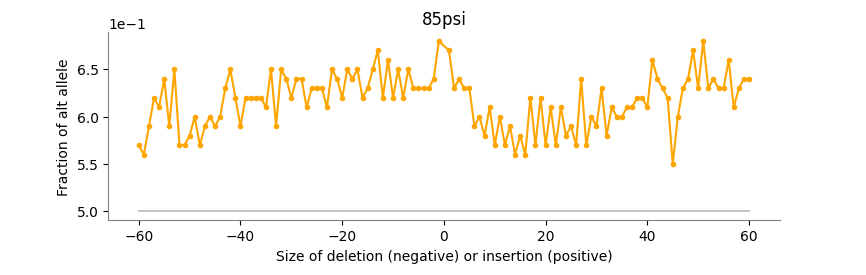 85psi
1e−1
Fraction of alt allele
6.5
6.0
5.5
5.0
−60 −40 −20 0 20 40 60
Size of deletion (negative) or insertion (positive)